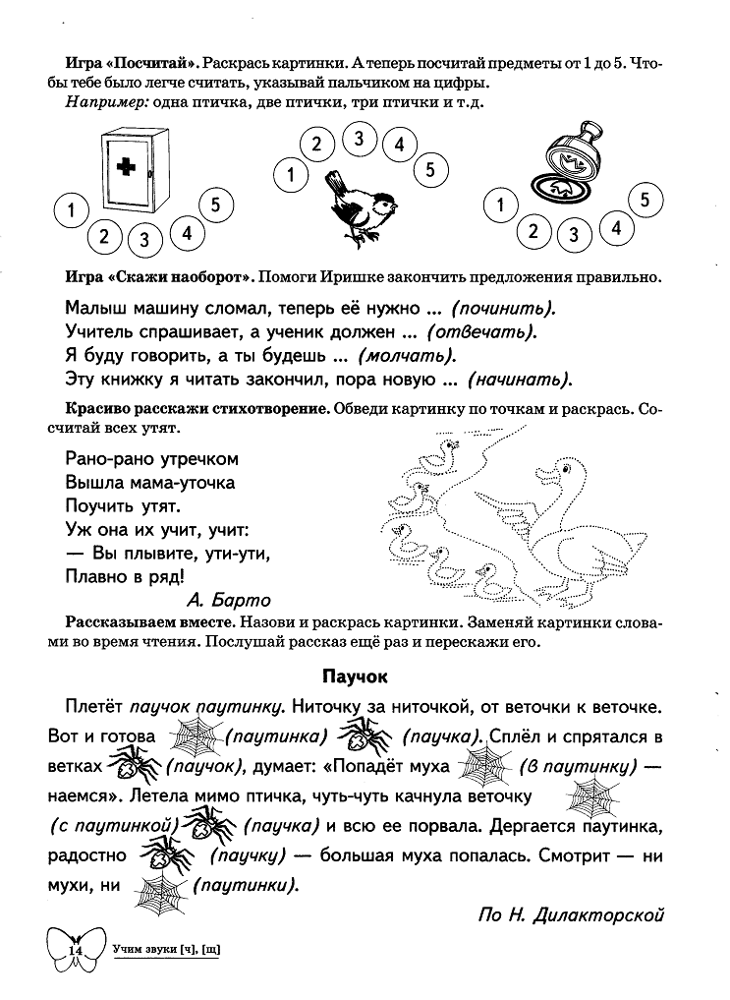 Игра «Посчитай». Раскрась картинки. А теперь посчитай предметы от 1 до 5. Что-
бы тебе было легче считать, указывай пальчиком на цифры.
Например: одна птичка, две птички, три птички и т.д.
1 2 3 4 5
1 2 3 4 5
1 2 3 4 5
Игра «Скажи наоборот». Помоги Иришке закончить предложения правильно.
Малыш машину сломал, теперь её нужно ... (починить).
Учитель спрашивает, а ученик должен ... (отвечать).
Я буду говорить, а ты будешь ... (молчать).
Эту книжку я читать закончил, пора новую ... (начинать).
Красиво расскажи стихотворение. Обведи картинку по точкам и раскрась. Со-
считай всех утят.
Рано-рано утречком
Вышла мама-уточка
Поучить утят.
Уж она их учит, учит:
— Вы плывите, ути-ути,
Плавно в ряд!
А. Барто
Рассказываем вместе. Назови и раскрась картинки. Заменяй картинки слова-
ми во время чтения. Послушай рассказ ещё раз и перескажи его.
Паучок
Плетёт паучок паутинку. Ниточку за ниточкой, от веточки к веточке.
Вот и готова (паутинка) (паучка). Сплёл и спрятался в
ветках (паучок), думает: «Попадёт муха (в паутинку) —
наемся». Летела мимо птичка, чуть-чуть качнула веточку
(с паутинкой) (паучка) и всю ее порвала. Дергается паутинка,
радостно (паучку) — большая муха попалась. Смотрит — ни
мухи, ни (паутинки).
По Н. Дилакторской
14 Учим звуки [ч], [щ]